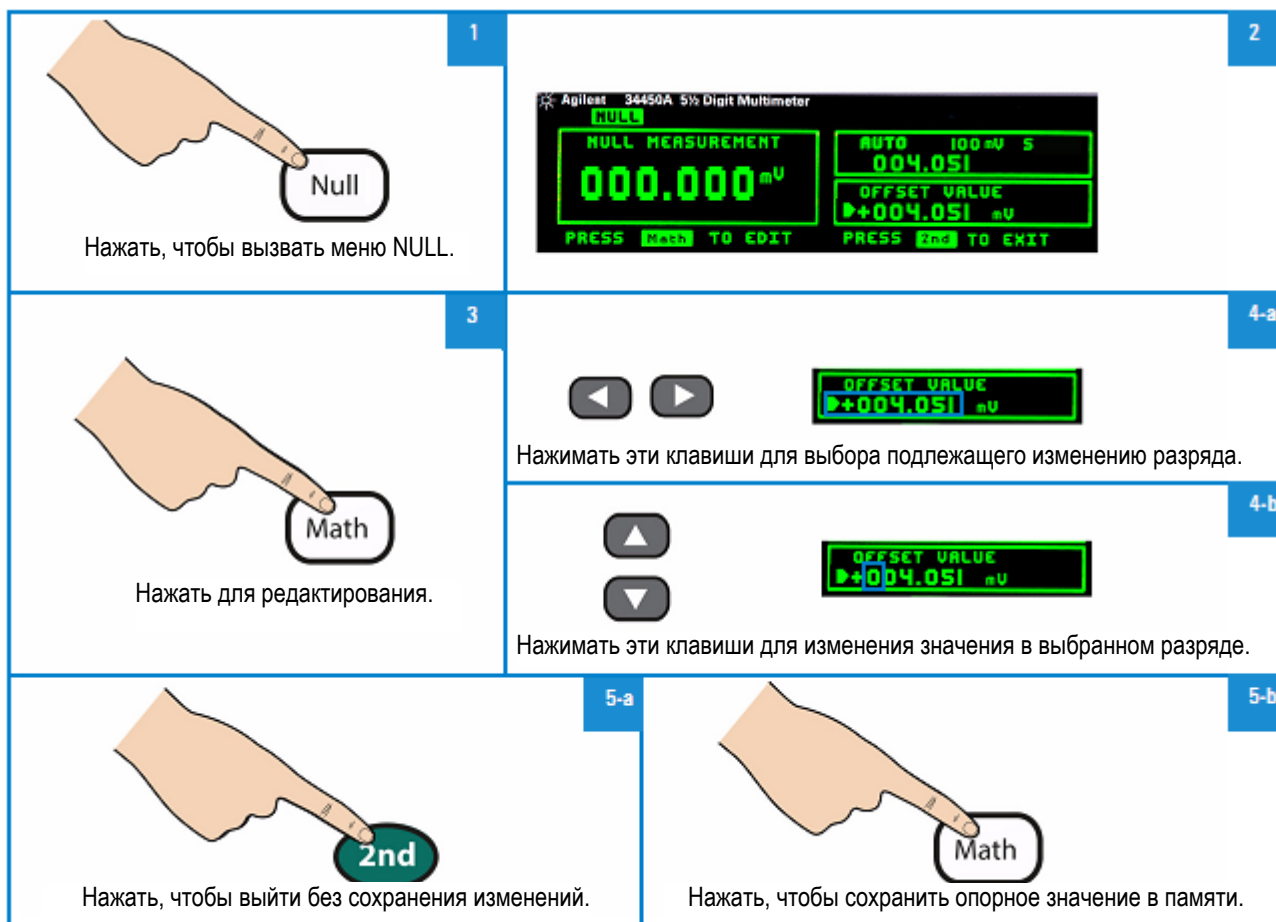 1
Null
Нажать, чтобы вызвать меню NULL.
2
Agilent 34450A 5½ Digit Multimeter
NULL
NULL MEASUREMENT
000.000 mV
PRESS Math TO EDIT
AUTO 100 mV S
004.051
OFFSET VALUE
+004.051 mV
PRESS 2nd TO EXIT
3
Math
Нажать для редактирования.
4-a
OFFSET VALUE
+004.051 mV
Нажимать эти клавиши для выбора подлежащего изменению разряда.
4-b
OFFSET VALUE
+004.051 mV
Нажимать эти клавиши для изменения значения в выбранном разряде.
5-a
2nd
Нажать, чтобы выйти без сохранения изменений.
5-b
Math
Нажать, чтобы сохранить опорное значение в памяти.